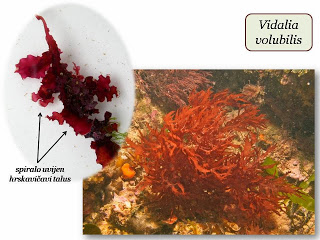 Vidalia
volubilis
spiralo uvijen
hrskavičavi talus